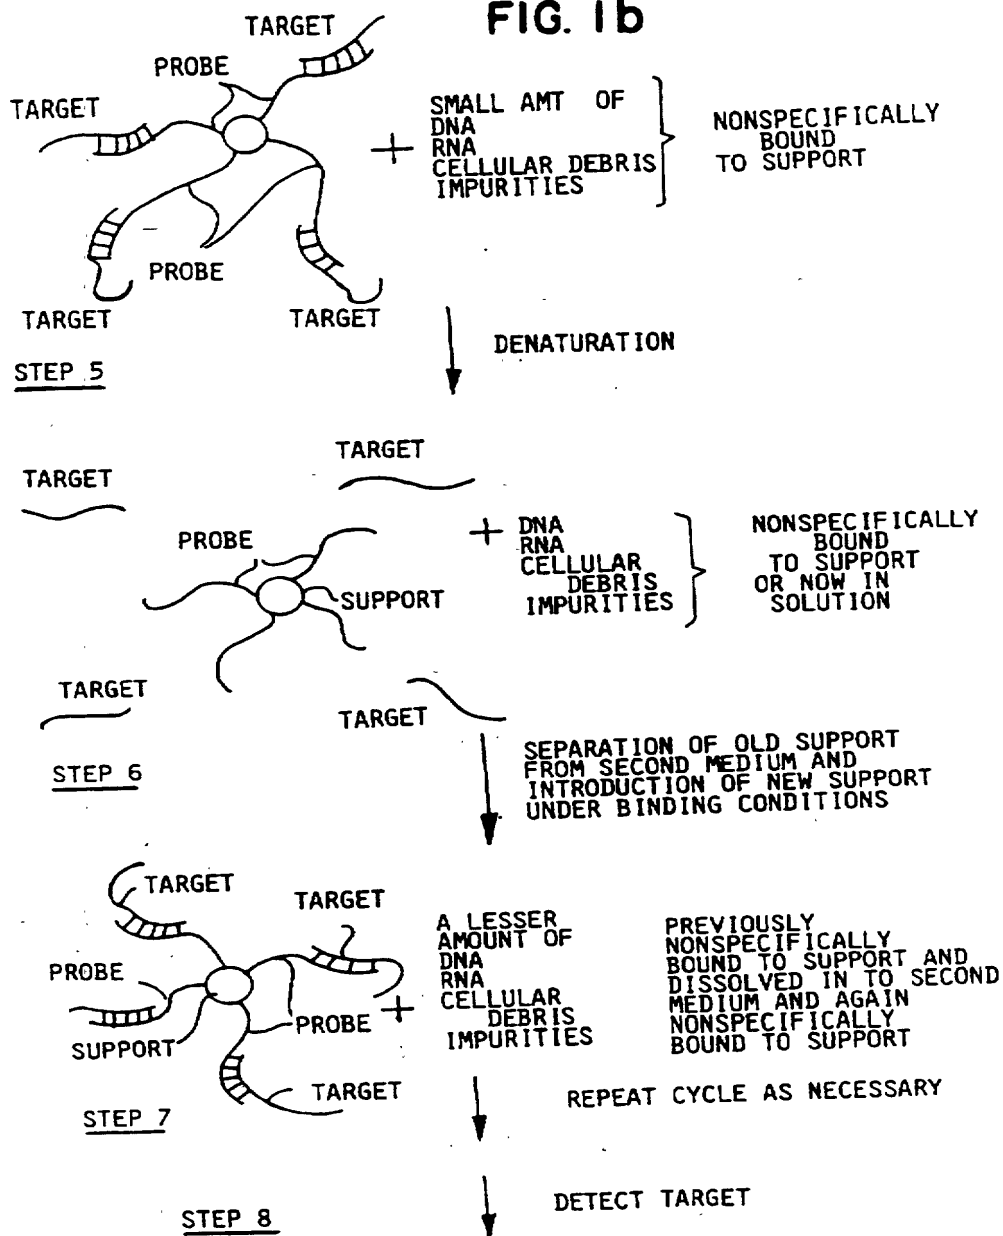 FIG. 1b
TARGET
PROBE
TARGET
SMALL AMT OF
DNA
RNA
CELLULAR DEBRIS
IMPURITIES
NONSPECIFICALLY
BOUND
TO SUPPORT
PROBE
TARGET
TARGET
DENATURATION
STEP 5
TARGET
TARGET
PROBE
SUPPORT
DNA
RNA
CELLULAR
DEBRIS
IMPURITIES
NONSPECIFICALLY
BOUND
TO SUPPORT
OR NOW IN
SOLUTION
TARGET
TARGET
STEP 6
SEPARATION OF OLD SUPPORT
FROM SECOND MEDIUM AND
INTRODUCTION OF NEW SUPPORT
UNDER BINDING CONDITIONS
TARGET
TARGET
PROBE
SUPPORT
PROBE
TARGET
A LESSER
AMOUNT OF
DNA
RNA
CELLULAR
DEBRIS
IMPURITIES
PREVIOUSLY
NONSPECIFICALLY
BOUND TO SUPPORT AND
DISSOLVED IN TO SECOND
MEDIUM AND AGAIN
NONSPECIFICALLY
BOUND TO SUPPORT
STEP 7
REPEAT CYCLE AS NECESSARY
DETECT TARGET
STEP 8